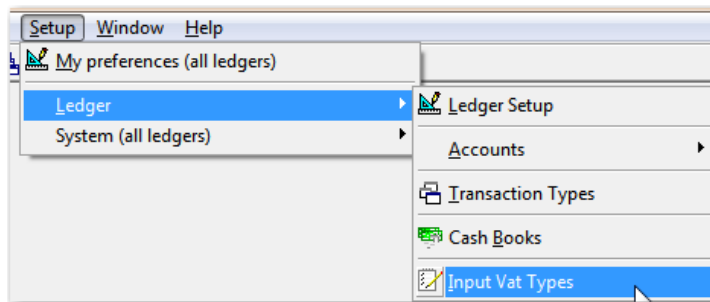 Setup Window Help
My preferences (all ledgers)
Ledger
System (all ledgers)
Ledger Setup
Accounts
Transaction Types
Cash Books
Input Vat Types